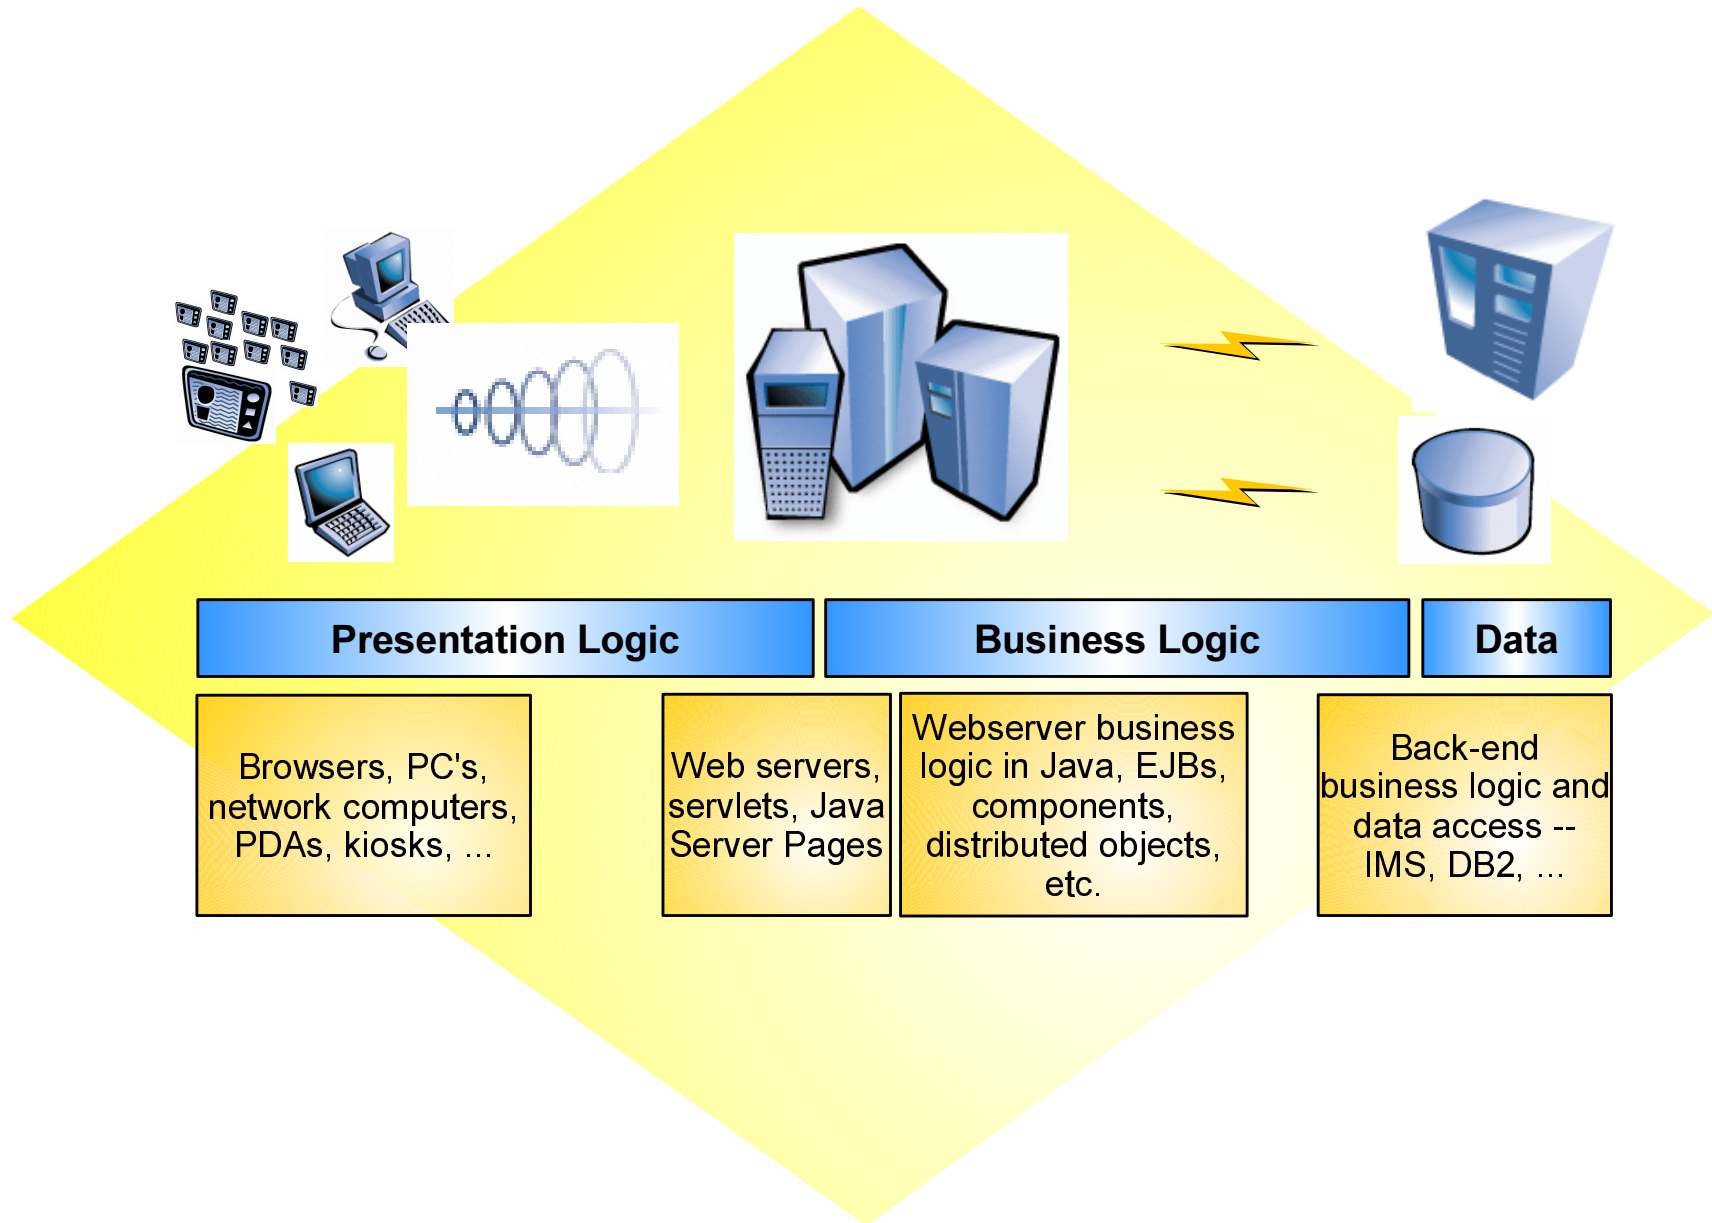 Presentation Logic
Business Logic
Data
Browsers, PC's,
network computers,
PDAs, kiosks, ...
Web servers,
servlets, Java
Server Pages
Webserver business
logic in Java, EJBs,
components,
distributed objects,
etc.
Back-end
business logic and
data access --
IMS, DB2, ...